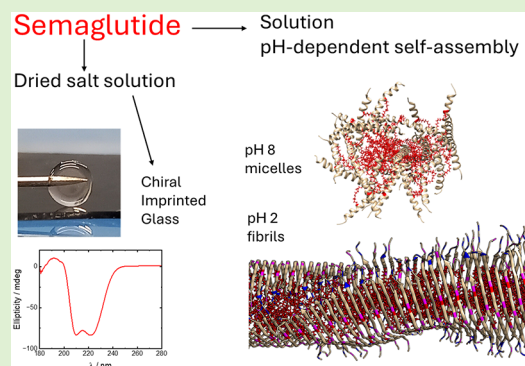 Semaglutide
Solution
pH-dependent self-assembly
Dried salt solution
Chiral
Imprinted
Glass
pH 8
micelles
pH 2
fibrils
Ellipticity / mdeg
0
−50
−100
180 200 220 240 260 280
λ / nm